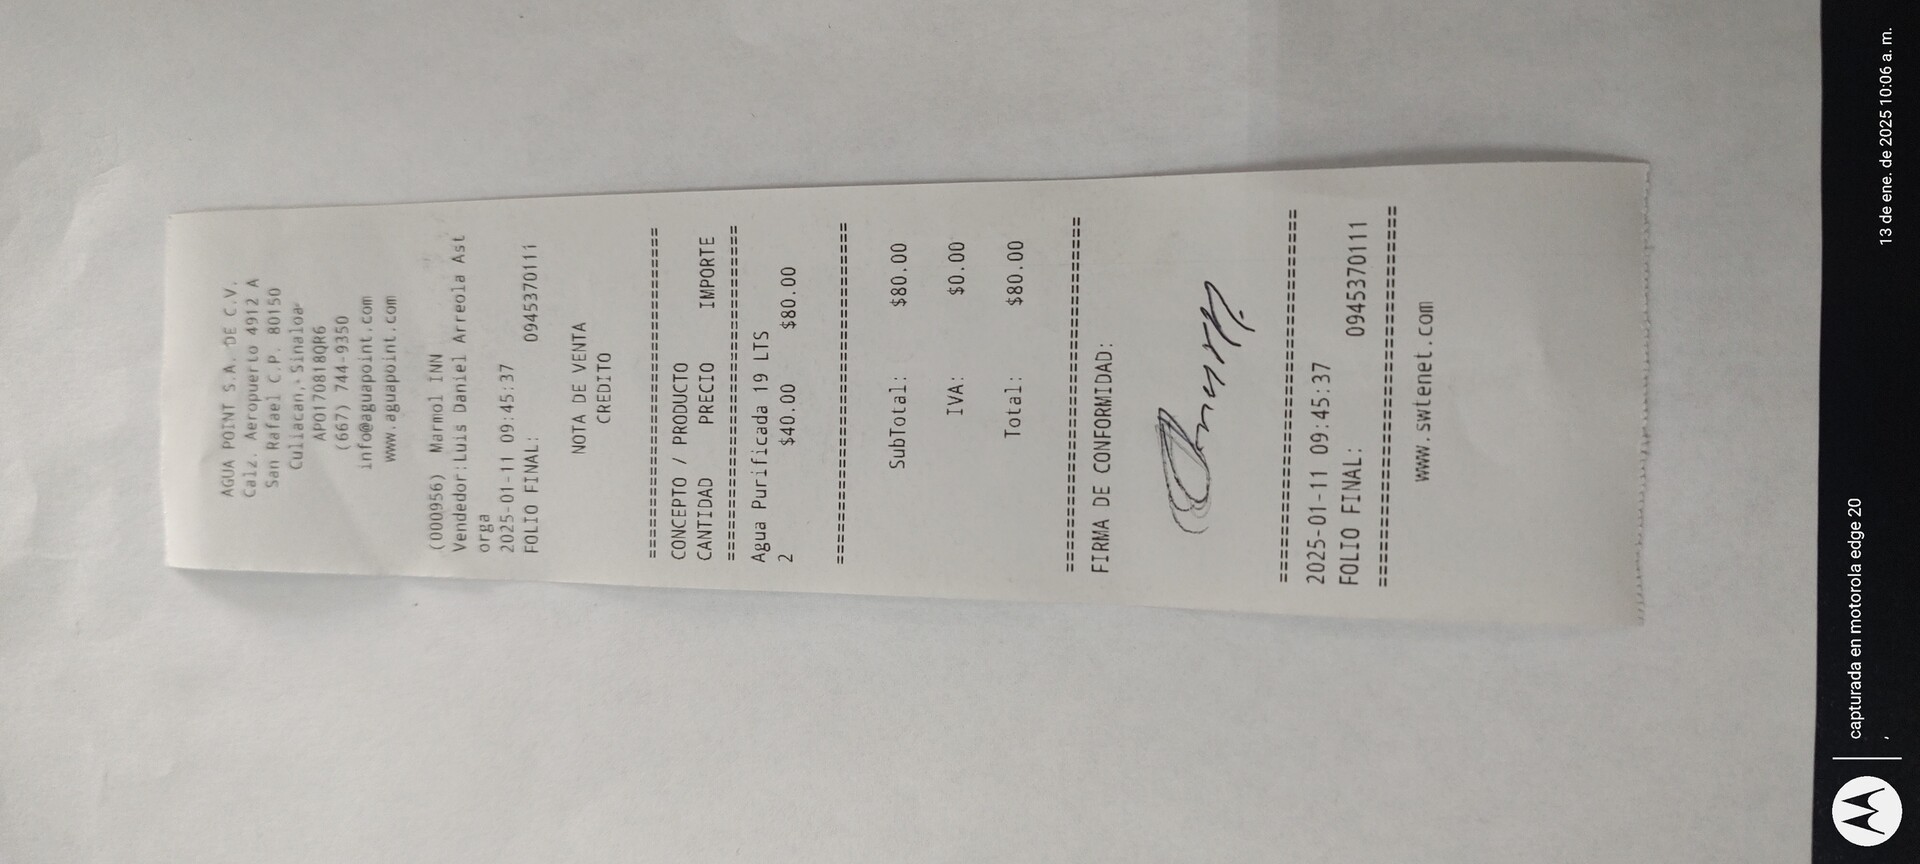 AGUA POINT S.A. DE C.V.
Calz. Aeropuerto 4912 A
San Rafael C.P. 80150
Culiacan, Sinaloa
APO170818QR6
(667) 744-9350
info@aguapoint.com
www.aguapoint.com
(000956) Marmol INN
Vendedor:Luis Daniel Arreola Ast
orga
2025-01-11 09:45:37
FOLIO FINAL: 0945370111
NOTA DE VENTA
CREDITO
================================
CONCEPTO / PRODUCTO
CANTIDAD PRECIO IMPORTE
================================
Agua Purificada 19 LTS
2 $40.00 $80.00
================================
SubTotal: $80.00
IVA: $0.00
Total: $80.00
================================
FIRMA DE CONFORMIDAD:
================================
2025-01-11 09:45:37
FOLIO FINAL: 0945370111
================================
www.swtenet.com
capturada en motorola edge 20
,
13 de ene. de 2025 10:06 a. m.